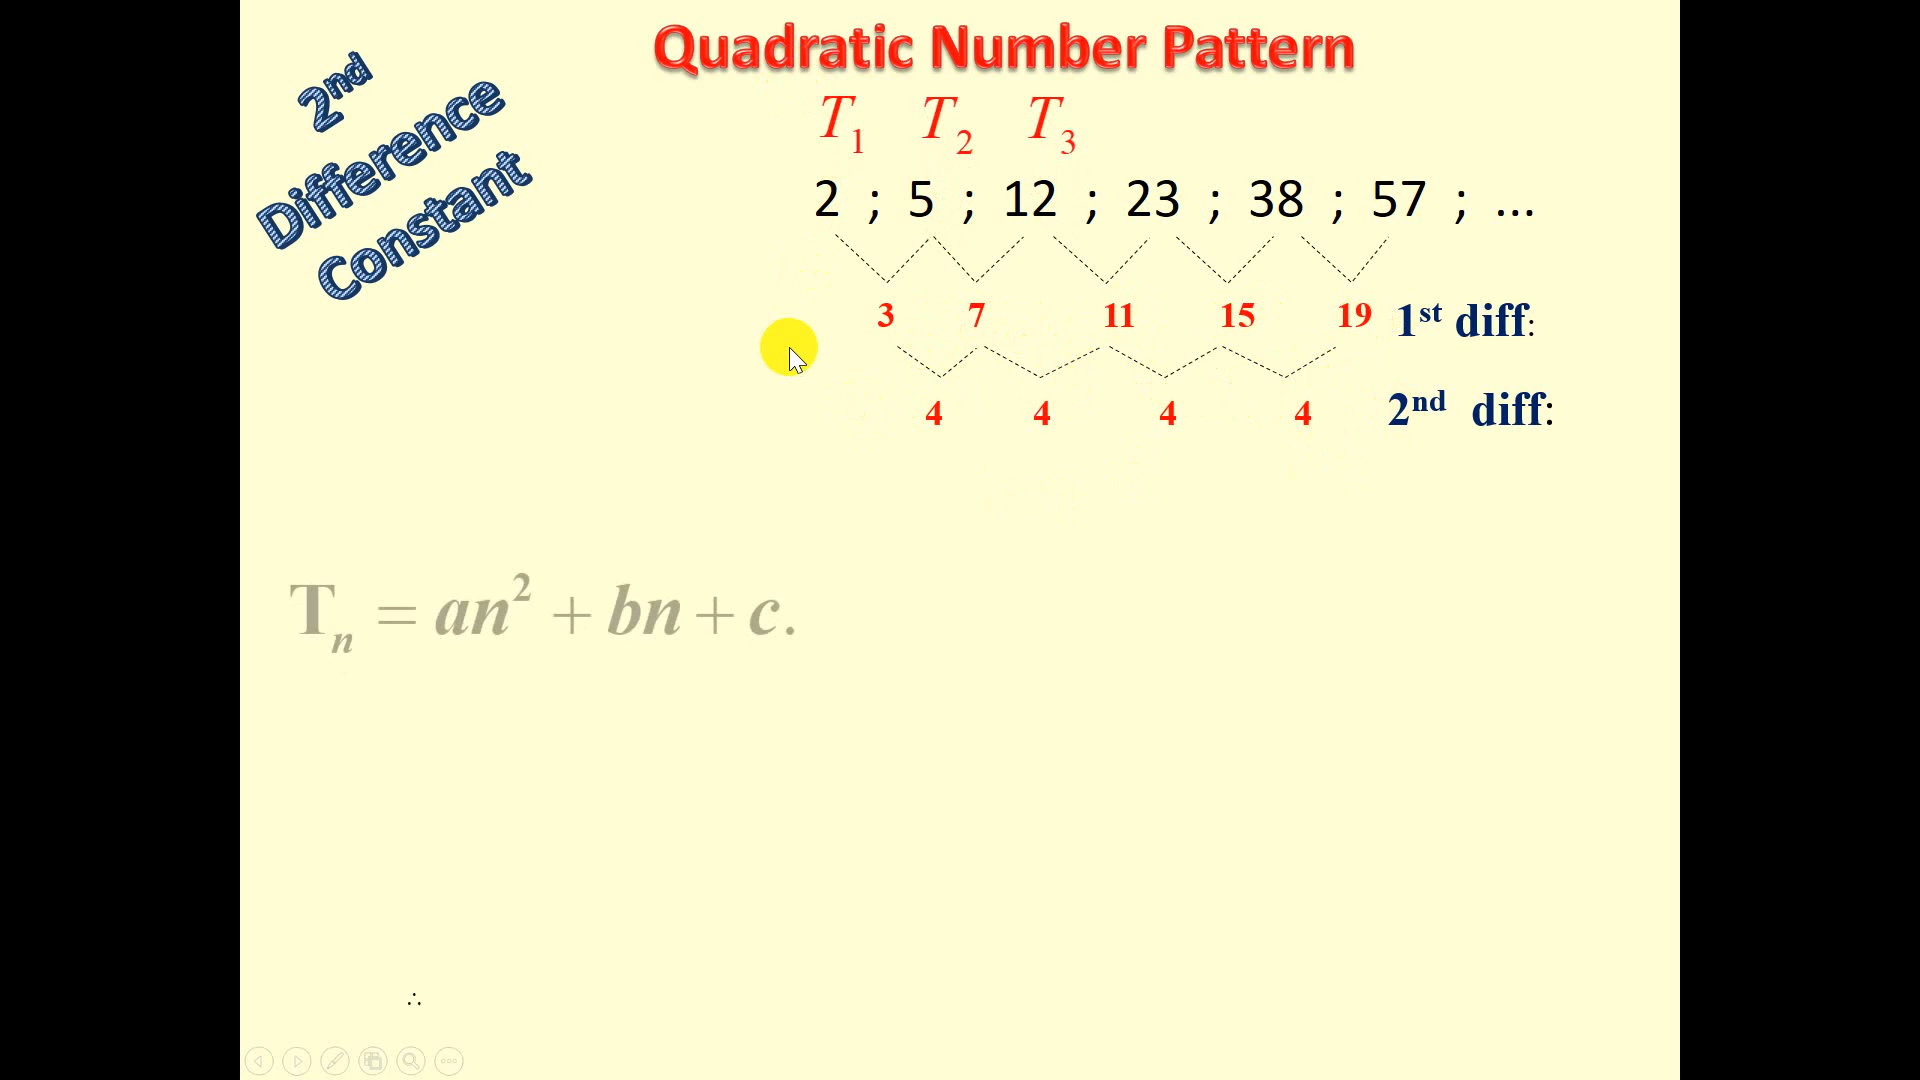 Quadratic Number Pattern
2nd
Difference
Constant
T1 T2 T3
2 ; 5 ; 12 ; 23 ; 38 ; 57 ; ...
3 7 11 15 19 1st diff:
4 4 4 4 2nd diff:
Tn = an² + bn + c.
∴